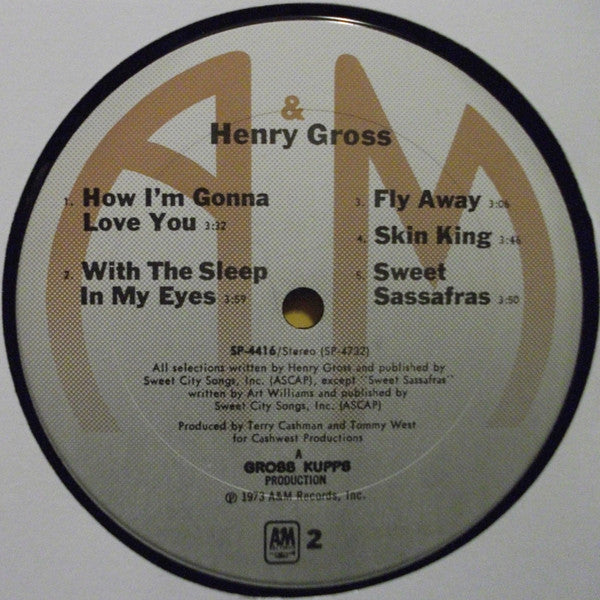 &
Henry Gross
1. How I'm Gonna
Love You 3:32
2. With The Sleep
In My Eyes 3:59
3. Fly Away 3:06
4. Skin King 3:46
5. Sweet
Sassafras 3:50
SP-4416/Stereo (SP-4732)
All selections written by Henry Gross and published by
Sweet City Songs, Inc. (ASCAP), except "Sweet Sassafras"
written by Art Williams and published by
Sweet City Songs, Inc. (ASCAP)
Produced by Terry Cashman and Tommy West
for Cashwest Productions
A
GROSS KUPPS
PRODUCTION
℗ 1973 A&M Records, Inc.
A&M
2